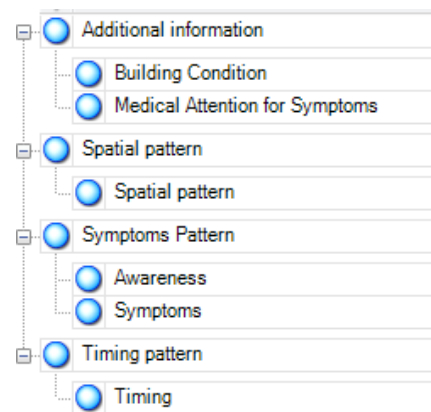 Additional information
Building Condition
Medical Attention for Symptoms
Spatial pattern
Spatial pattern
Symptoms Pattern
Awareness
Symptoms
Timing pattern
Timing